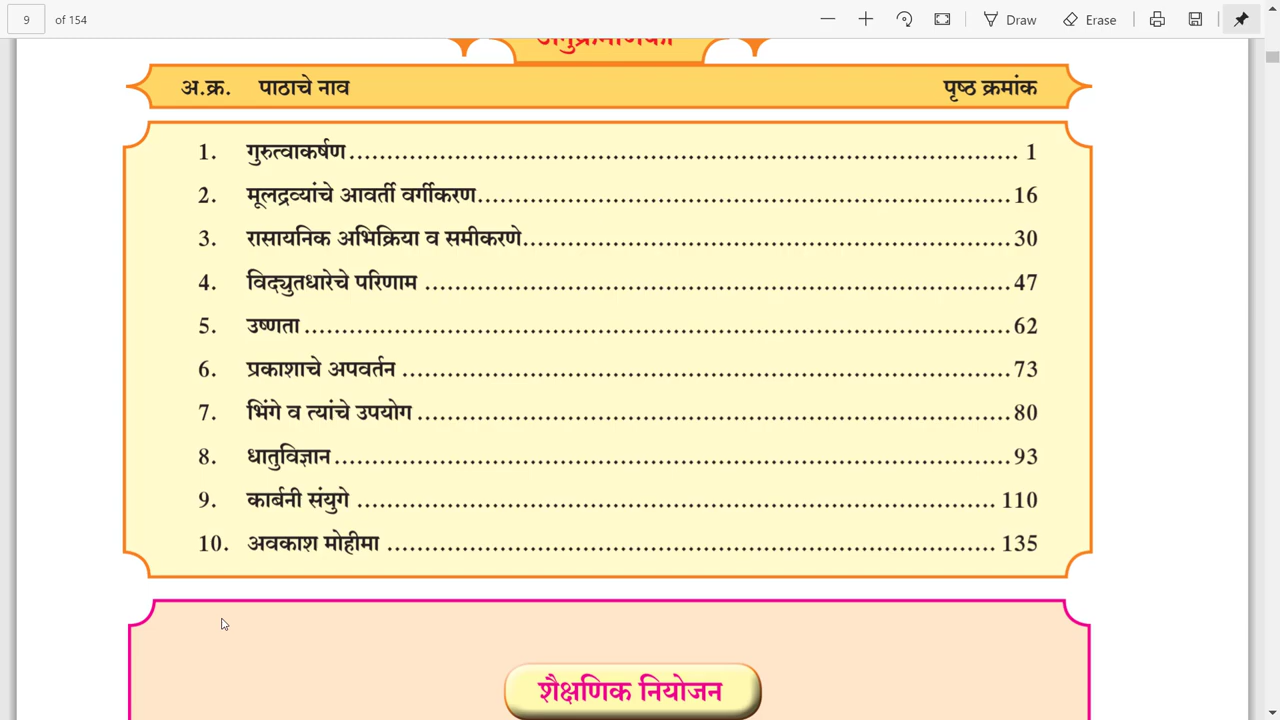 9 of 154 Draw Erase
अनुक्रमणिका
अ.क्र. पाठाचे नाव पृष्ठ क्रमांक
1. गुरुत्वाकर्षण 1
2. मूलद्रव्यांचे आवर्ती वर्गीकरण 16
3. रासायनिक अभिक्रिया व समीकरणे 30
4. विद्युतधारेचे परिणाम 47
5. उष्णता 62
6. प्रकाशाचे अपवर्तन 73
7. भिंगे व त्यांचे उपयोग 80
8. धातुविज्ञान 93
9. कार्बनी संयुगे 110
10. अवकाश मोहीमा 135
शैक्षणिक नियोजन